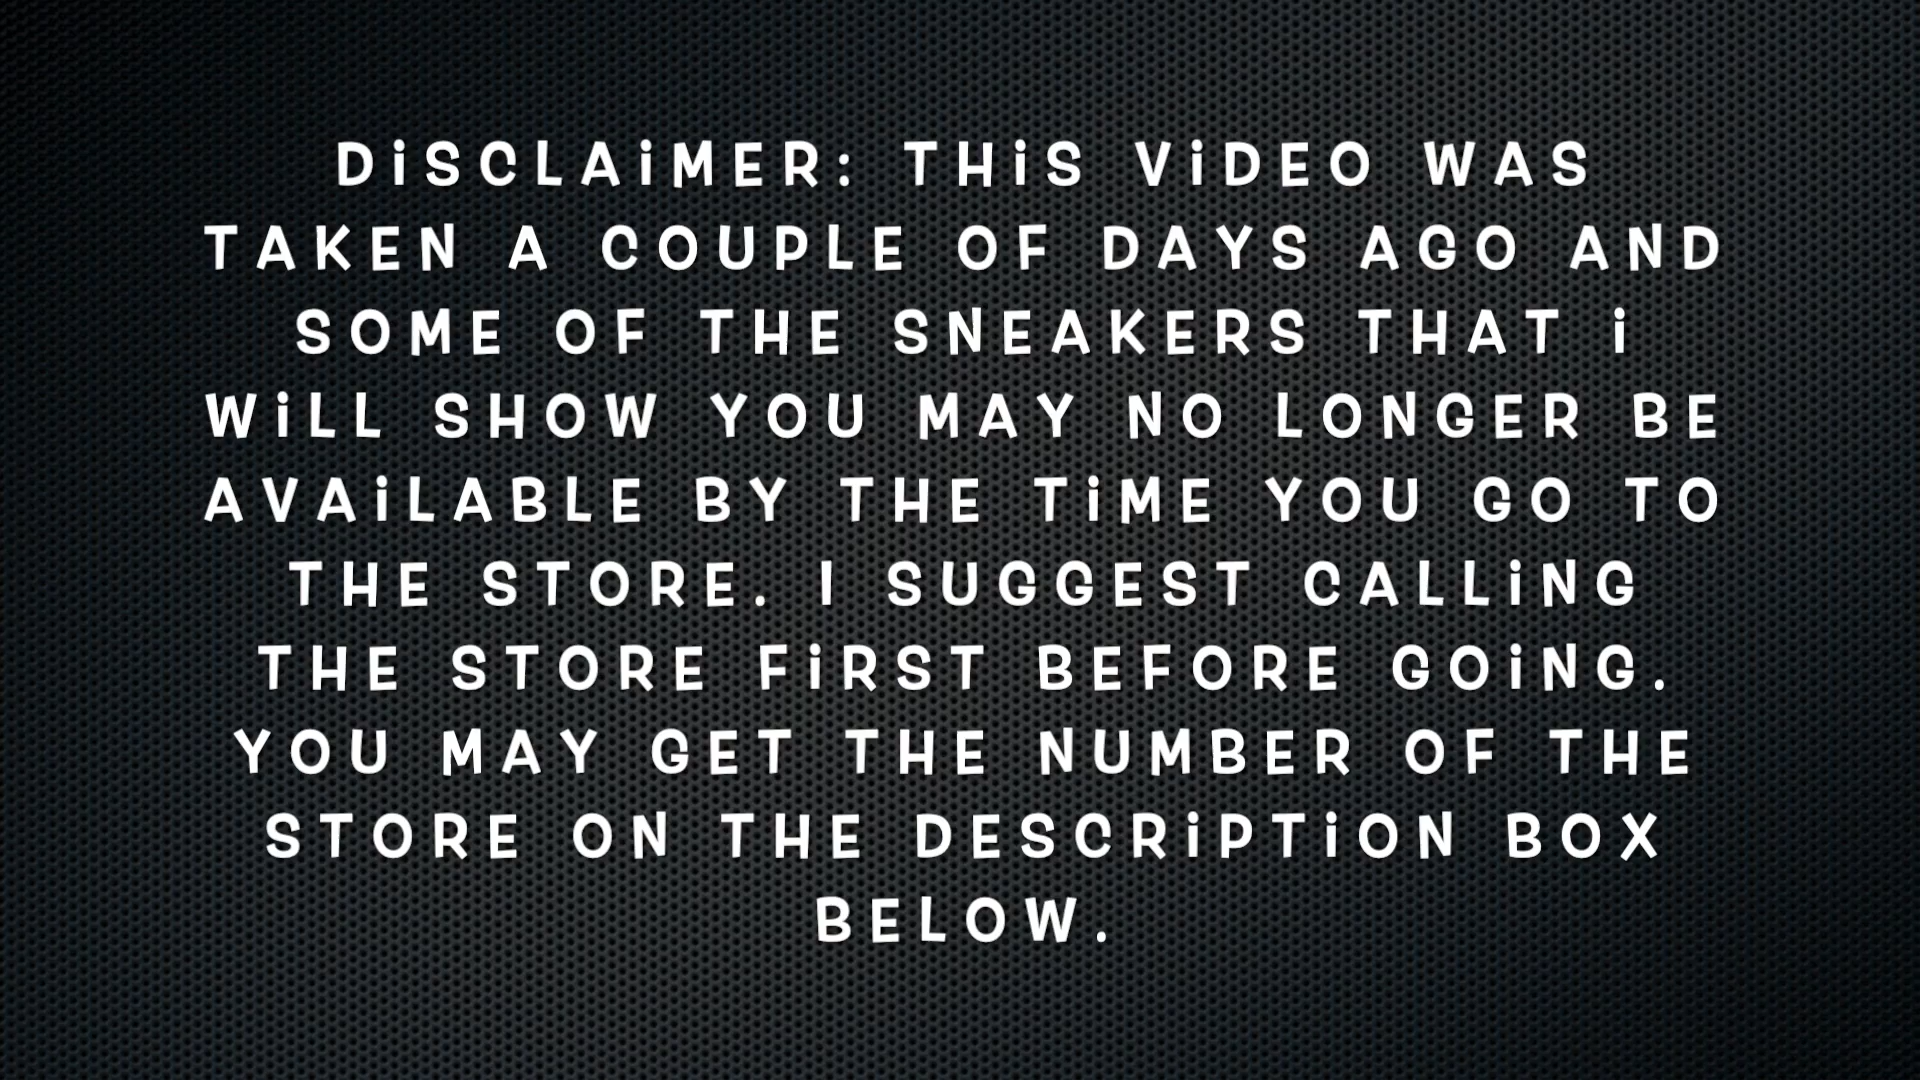 DiSCLAiMER: THiS ViDEO WAS
TAKEN A COUPLE OF DAYS AGO AND
SOME OF THE SNEAKERS THAT i
WiLL SHOW YOU MAY NO LONGER BE
AVAiLABLE BY THE TiME YOU GO TO
THE STORE. I SUGGEST CALLiNG
THE STORE FiRST BEFORE GOiNG.
YOU MAY GET THE NUMBER OF THE
STORE ON THE DESCRiPTiON BOX
BELOW.